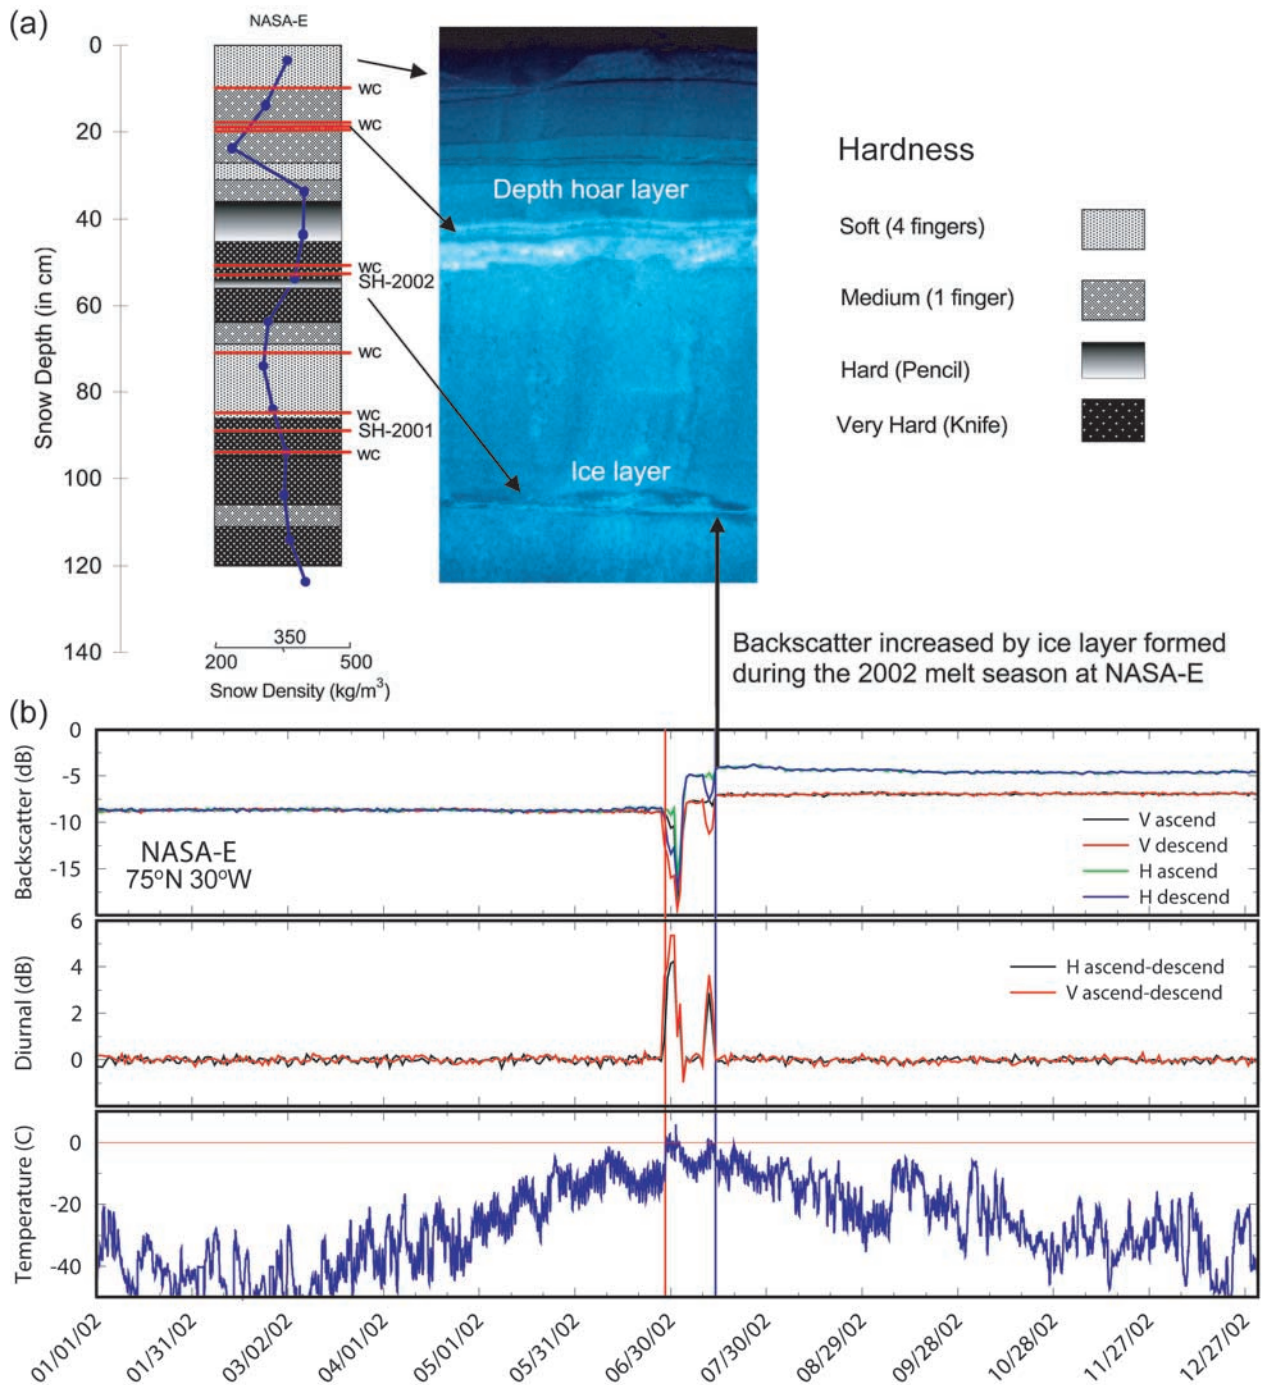 (a)
NASA-E
0
20
40
60
80
100
120
140
Snow Depth (in cm)
wc
wc
wc
SH-2002
wc
wc
SH-2001
wc
200 350 500
Snow Density (kg/m³)
Depth hoar layer
Ice layer
Hardness
Soft (4 fingers)
Medium (1 finger)
Hard (Pencil)
Very Hard (Knife)
Backscatter increased by ice layer formed
during the 2002 melt season at NASA-E
(b)
Backscatter (dB)
0
-5
-10
-15
NASA-E
75°N 30°W
V ascend
V descend
H ascend
H descend
Diurnal (dB)
6
4
2
0
H ascend-descend
V ascend-descend
Temperature (C)
0
-20
-40
01/01/02 01/31/02 03/02/02 04/01/02 05/01/02 05/31/02 06/30/02 07/30/02 08/29/02 09/28/02 10/28/02 11/27/02 12/27/02